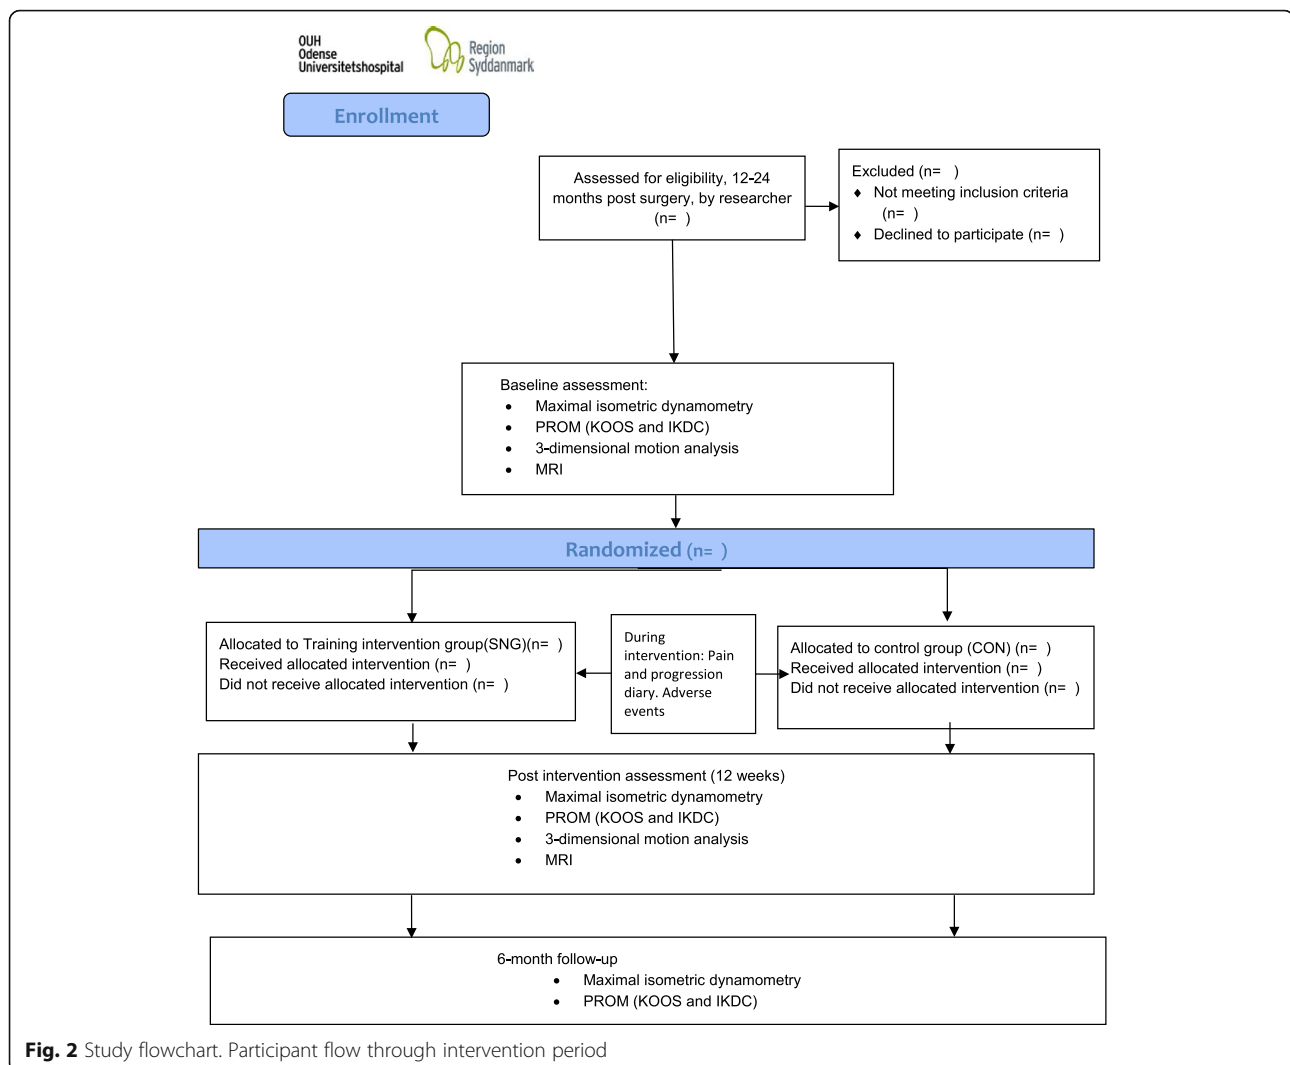 OUH
Odense
Universitetshospital
Region
Syddanmark
Enrollment
Assessed for eligibility, 12-24
months post surgery, by researcher
(n= )
Excluded (n= )
♦ Not meeting inclusion criteria
(n= )
♦ Declined to participate (n= )
Baseline assessment:
• Maximal isometric dynamometry
• PROM (KOOS and IKDC)
• 3-dimensional motion analysis
• MRI
Randomized (n= )
Allocated to Training intervention group(SNG)(n= )
Received allocated intervention (n= )
Did not receive allocated intervention (n= )
During
intervention: Pain
and progression
diary. Adverse
events
Allocated to control group (CON) (n= )
Received allocated intervention (n= )
Did not receive allocated intervention (n= )
Post intervention assessment (12 weeks)
• Maximal isometric dynamometry
• PROM (KOOS and IKDC)
• 3-dimensional motion analysis
• MRI
6-month follow-up
• Maximal isometric dynamometry
• PROM (KOOS and IKDC)
Fig. 2 Study flowchart. Participant flow through intervention period